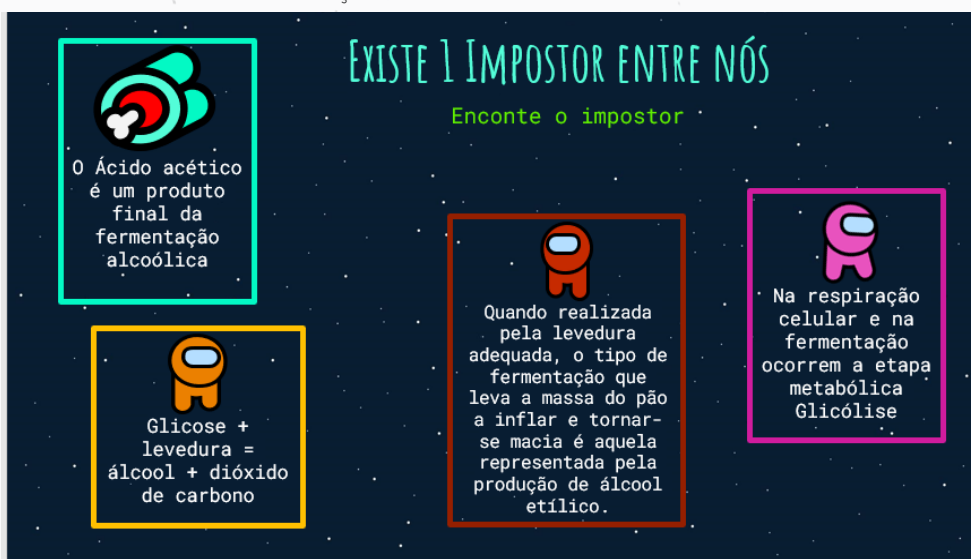 Existe 1 Impostor entre nós
Enconte o impostor
O Ácido acético
é um produto
final da
fermentação
alcoólica
Glicose +
levedura =
álcool + dióxido
de carbono
Quando realizada
pela levedura
adequada, o tipo de
fermentação que
leva a massa do pão
a inflar e tornar-
se macia é aquela
representada pela
produção de álcool
etílico.
Na respiração
celular e na
fermentação
ocorrem a etapa
metabólica
Glicólise